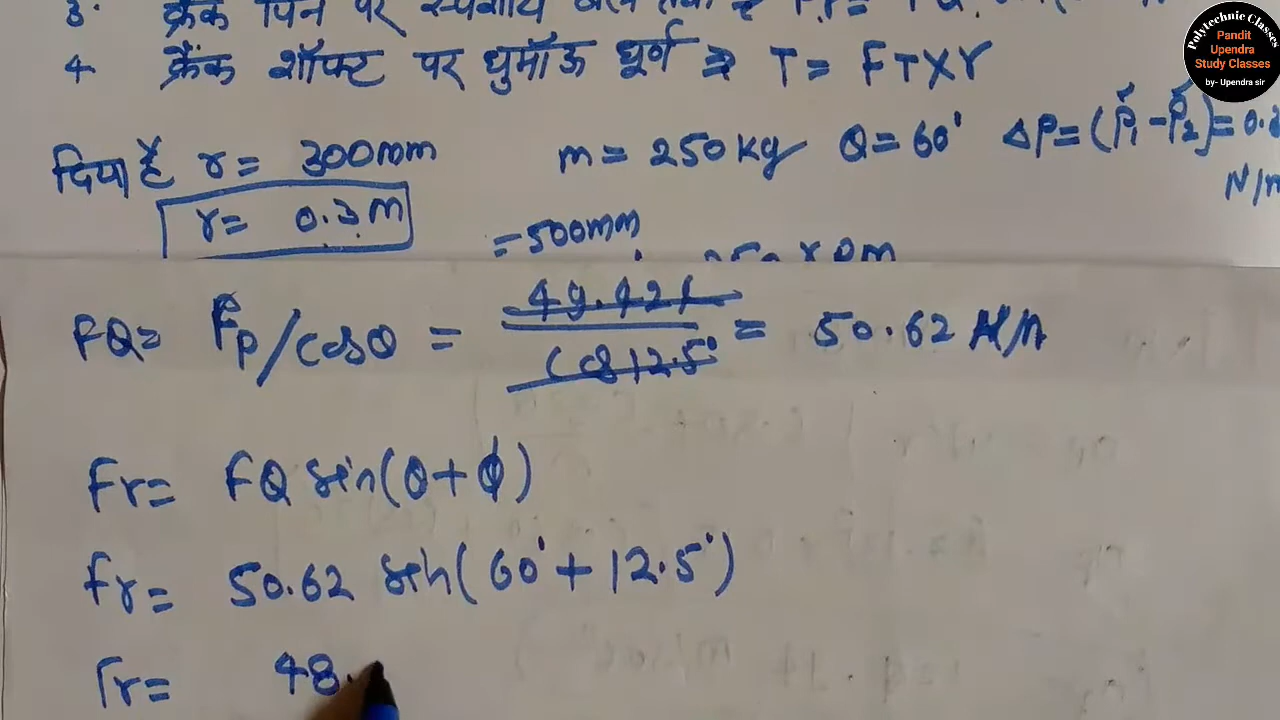 3. क्रैंक पिन पर
4. क्रैंक शॉफ्ट पर घुमॉऊ घूर्ण => T = FT×r
Polytechnic Classes
Pandit
Upendra
Study Classes
by- Upendra sir
दिया है r = 300mm m = 250 kg θ = 60° ΔP = (P1 - P2) = 0.
N/
r = 0.3m
= 500mm
FQ = Fp/cosθ = 49.42/cos12.5° = 50.62
Fr = FQ sin(θ+ϕ)
Fr = 50.62 sin(60°+12.5°)
Fr = 48.